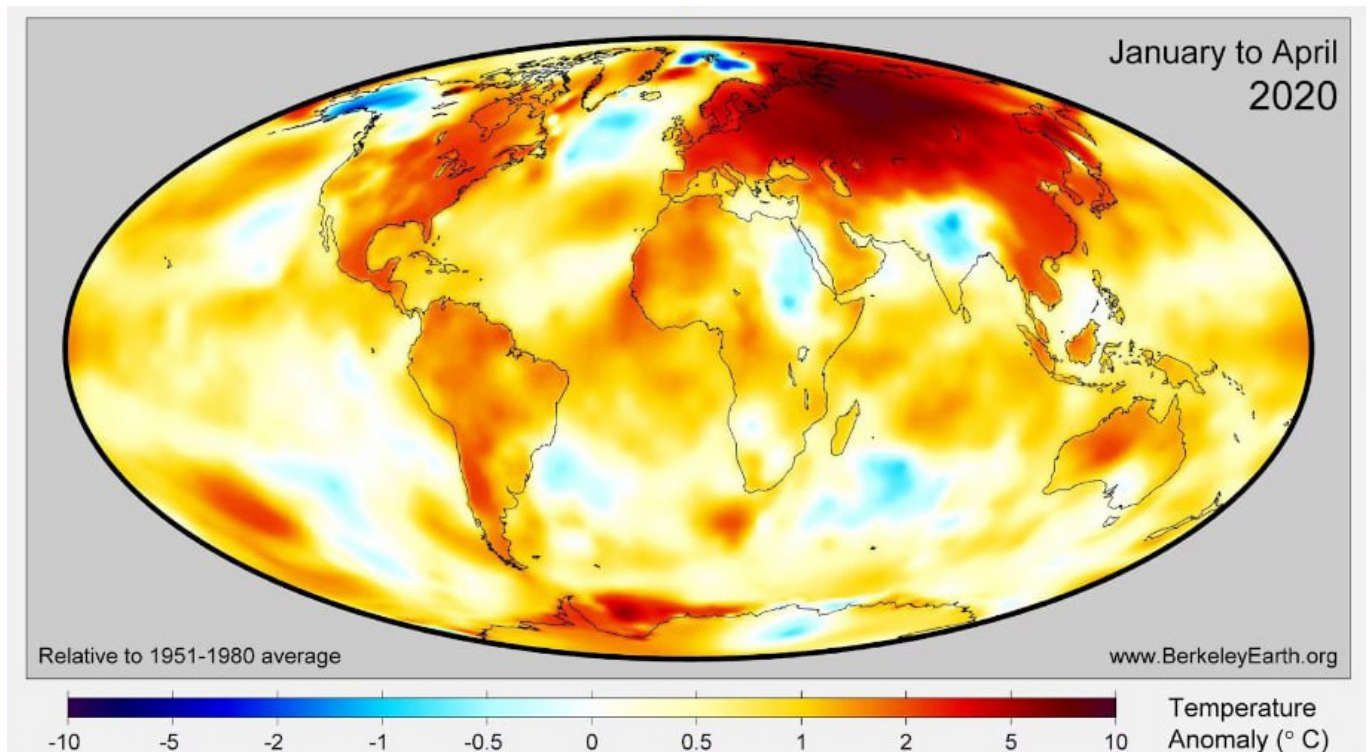 January to April
2020
Relative to 1951-1980 average
www.BerkeleyEarth.org
-10 -5 -2 -1 -0.5 0 0.5 1 2 5 10
Temperature
Anomaly (° C)